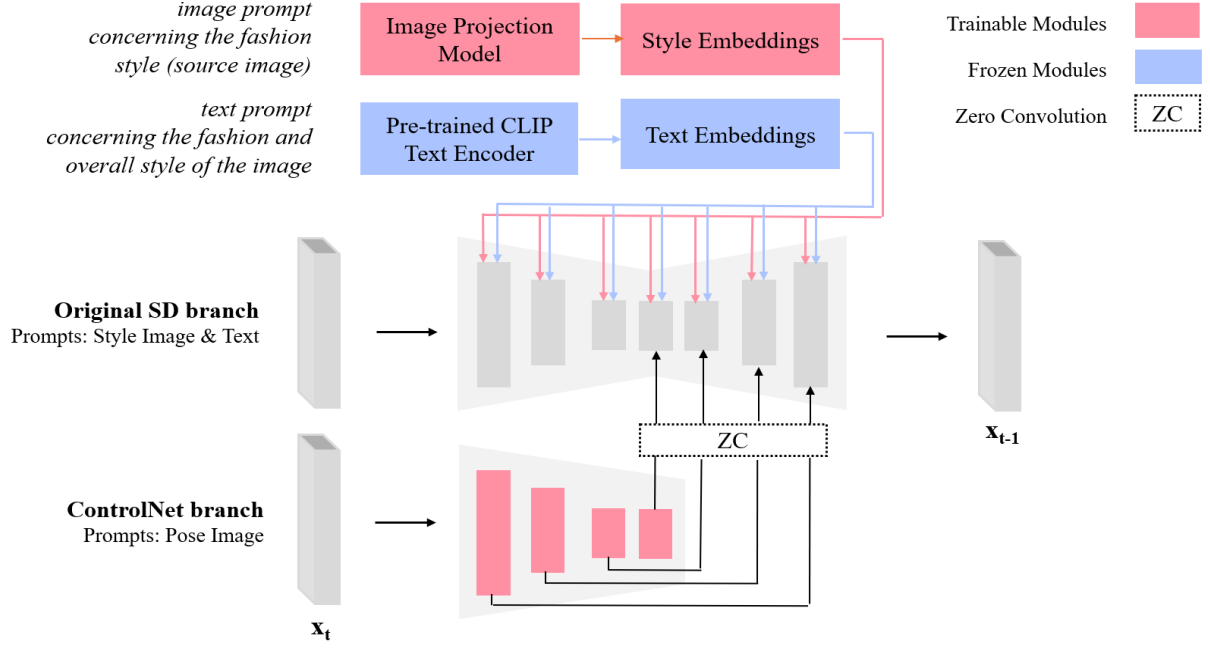 image prompt
concerning the fashion
style (source image)
Image Projection
Model
Style Embeddings
Trainable Modules
Frozen Modules
Zero Convolution
ZC
text prompt
concerning the fashion and
overall style of the image
Pre-trained CLIP
Text Encoder
Text Embeddings
Original SD branch
Prompts: Style Image & Text
x_t-1
ZC
ControlNet branch
Prompts: Pose Image
x_t